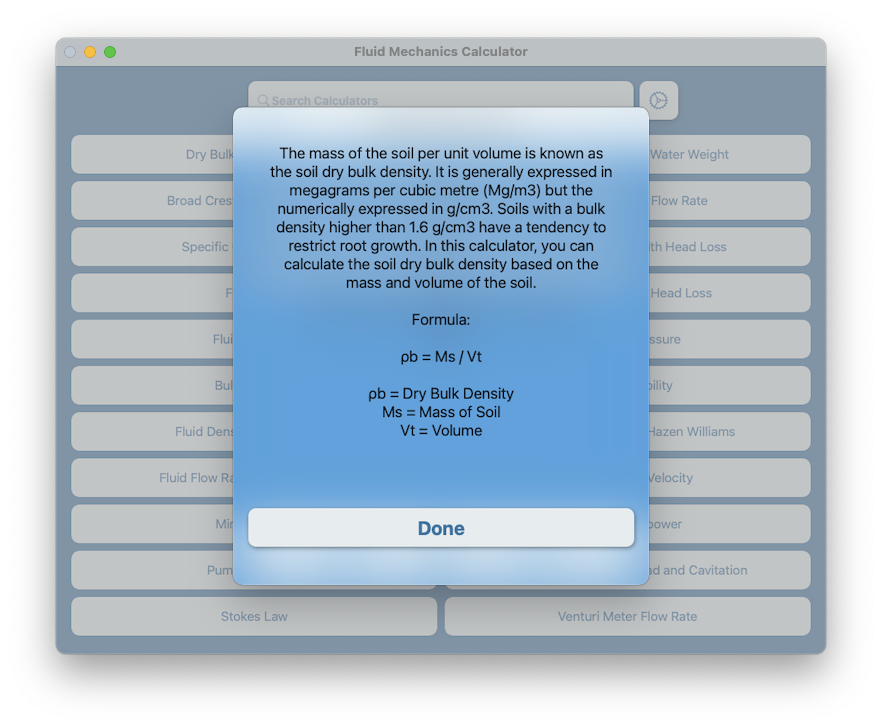 Fluid Mechanics Calculator
Search Calculators
Dry Bulk
Water Weight
Broad Cres
Flow Rate
Specific
th Head Loss
F
Head Loss
Flui
ssure
Bul
ility
Fluid Dens
Hazen Williams
Fluid Flow Ra
Velocity
Min
power
Pum
ad and Cavitation
Stokes Law
Venturi Meter Flow Rate
The mass of the soil per unit volume is known as
the soil dry bulk density. It is generally expressed in
megagrams per cubic metre (Mg/m3) but the
numerically expressed in g/cm3. Soils with a bulk
density higher than 1.6 g/cm3 have a tendency to
restrict root growth. In this calculator, you can
calculate the soil dry bulk density based on the
mass and volume of the soil.
Formula:
ρb = Ms / Vt
ρb = Dry Bulk Density
Ms = Mass of Soil
Vt = Volume
Done